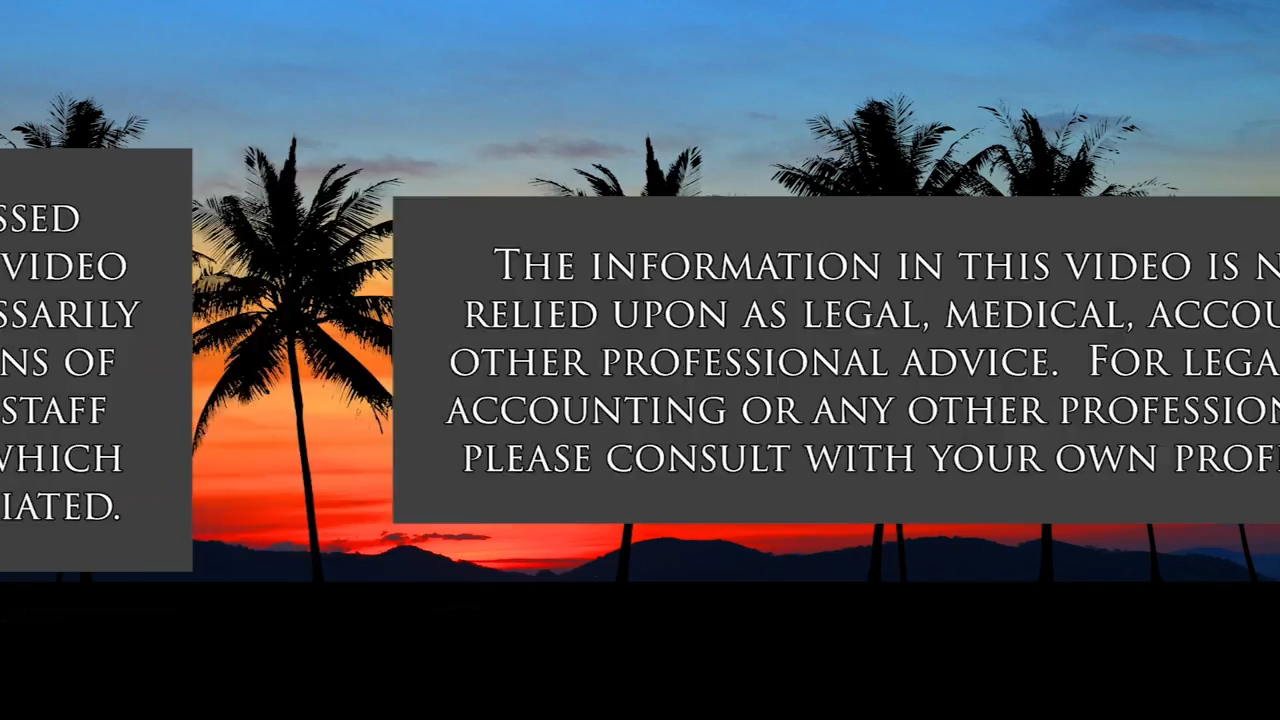 SSED
VIDEO
SSARILY
NS OF
STAFF
WHICH
IATED.
THE INFORMATION IN THIS VIDEO IS N
RELIED UPON AS LEGAL, MEDICAL, ACCOU
OTHER PROFESSIONAL ADVICE. FOR LEGA
ACCOUNTING OR ANY OTHER PROFESSION
PLEASE CONSULT WITH YOUR OWN PROF